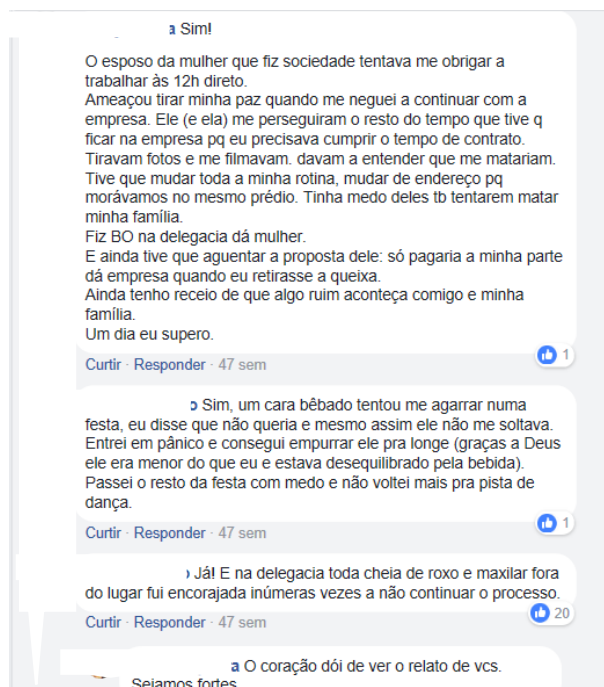 a Sim!
O esposo da mulher que fiz sociedade tentava me obrigar a
trabalhar às 12h direto.
Ameaçou tirar minha paz quando me neguei a continuar com a
empresa. Ele (e ela) me perseguiram o resto do tempo que tive q
ficar na empresa pq eu precisava cumprir o tempo de contrato.
Tiravam fotos e me filmavam. davam a entender que me matariam.
Tive que mudar toda a minha rotina, mudar de endereço pq
morávamos no mesmo prédio. Tinha medo deles tb tentarem matar
minha família.
Fiz BO na delegacia dá mulher.
E ainda tive que aguentar a proposta dele: só pagaria a minha parte
dá empresa quando eu retirasse a queixa.
Ainda tenho receio de que algo ruim aconteça comigo e minha
família.
Um dia eu supero.
1
Curtir · Responder · 47 sem
o Sim, um cara bêbado tentou me agarrar numa
festa, eu disse que não queria e mesmo assim ele não me soltava.
Entrei em pânico e consegui empurrar ele pra longe (graças a Deus
ele era menor do que eu e estava desequilibrado pela bebida).
Passei o resto da festa com medo e não voltei mais pra pista de
dança.
1
Curtir · Responder · 47 sem
Já! E na delegacia toda cheia de roxo e maxilar fora
do lugar fui encorajada inúmeras vezes a não continuar o processo.
20
Curtir · Responder · 47 sem
a O coração dói de ver o relato de vcs.
Sejamos fortes